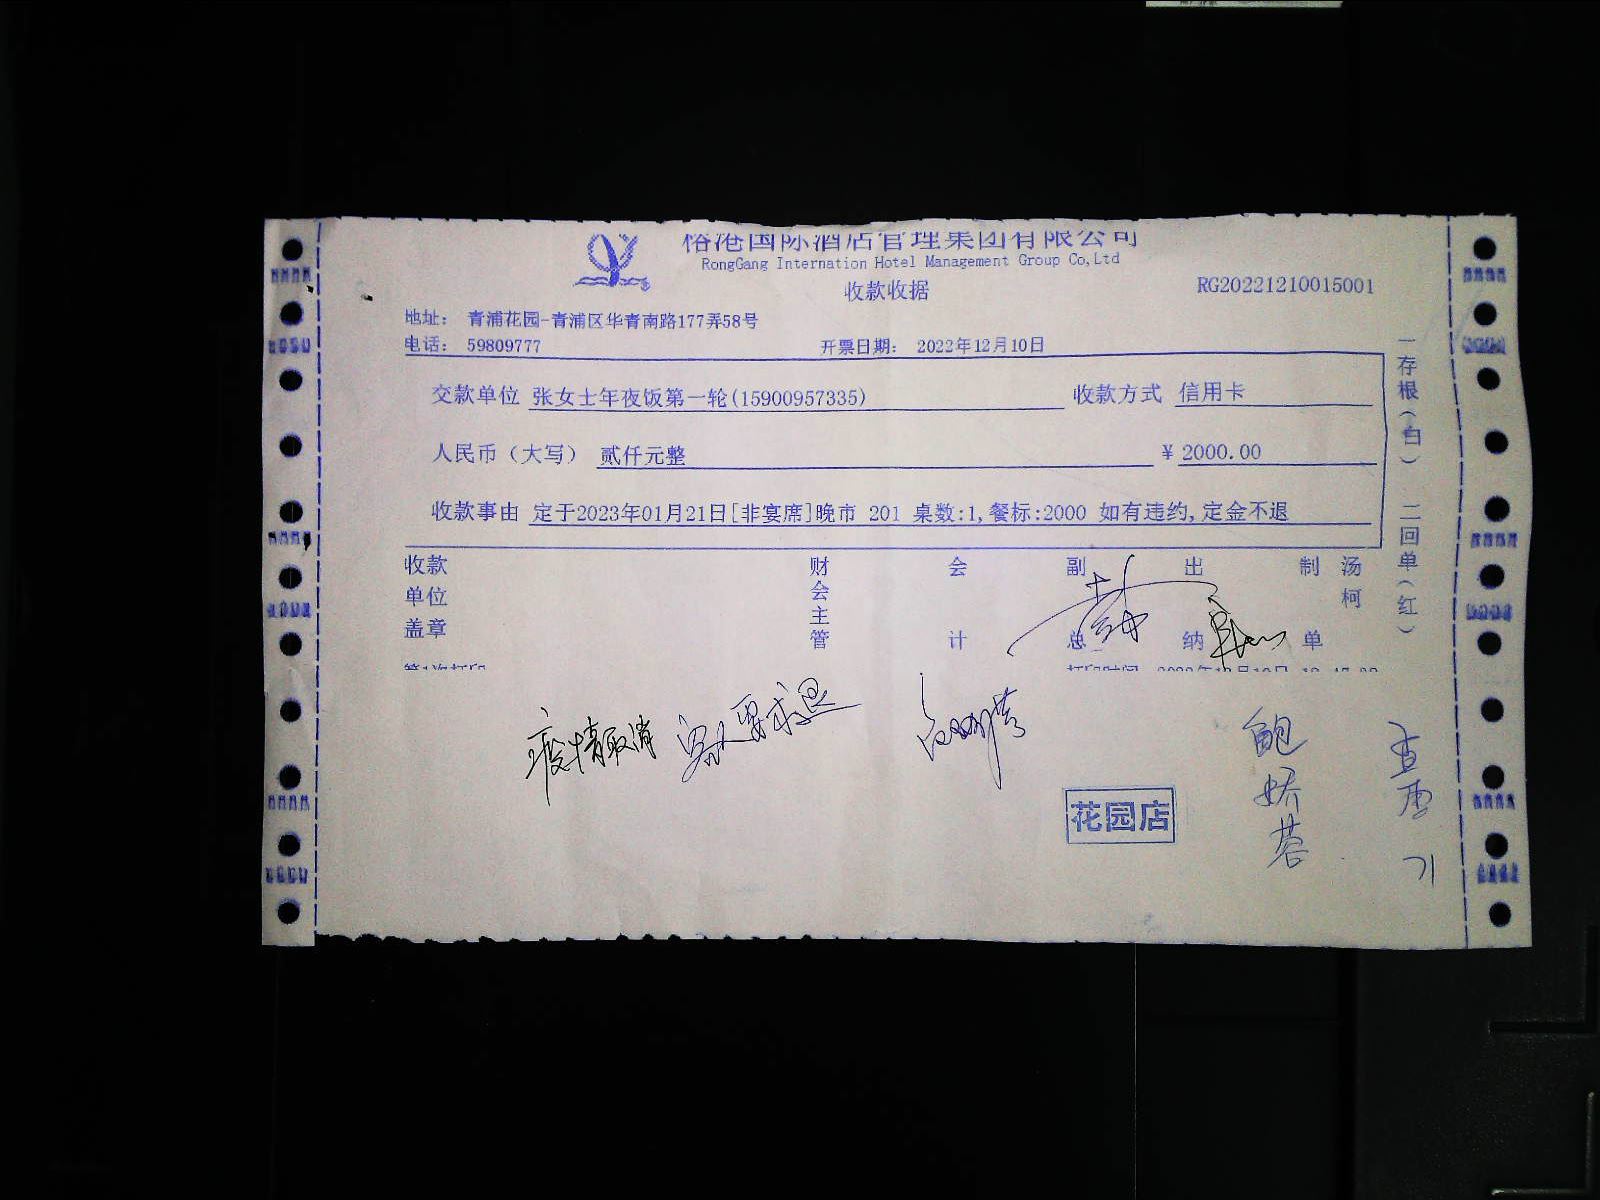 榕港国际酒店管理集团有限公司
RongGang Internation Hotel Management Group Co,Ltd
收款收据
RG20221210015001
地址： 青浦花园-青浦区华青南路177弄58号
电话： 59809777 开票日期： 2022年12月10日
交款单位 张女士年夜饭第一轮(15900957335) 收款方式 信用卡
人民币（大写） 贰仟元整 ￥2000.00
收款事由 定于2023年01月21日[非宴席]晚市 201 桌数:1,餐标:2000 如有违约,定金不退
收款单位盖章 财会主管 会计 副总 出纳 制单 汤柯
一存根（白） 二回单（红）
疫情取消 客人要求退
花园店
鲍娇蓉